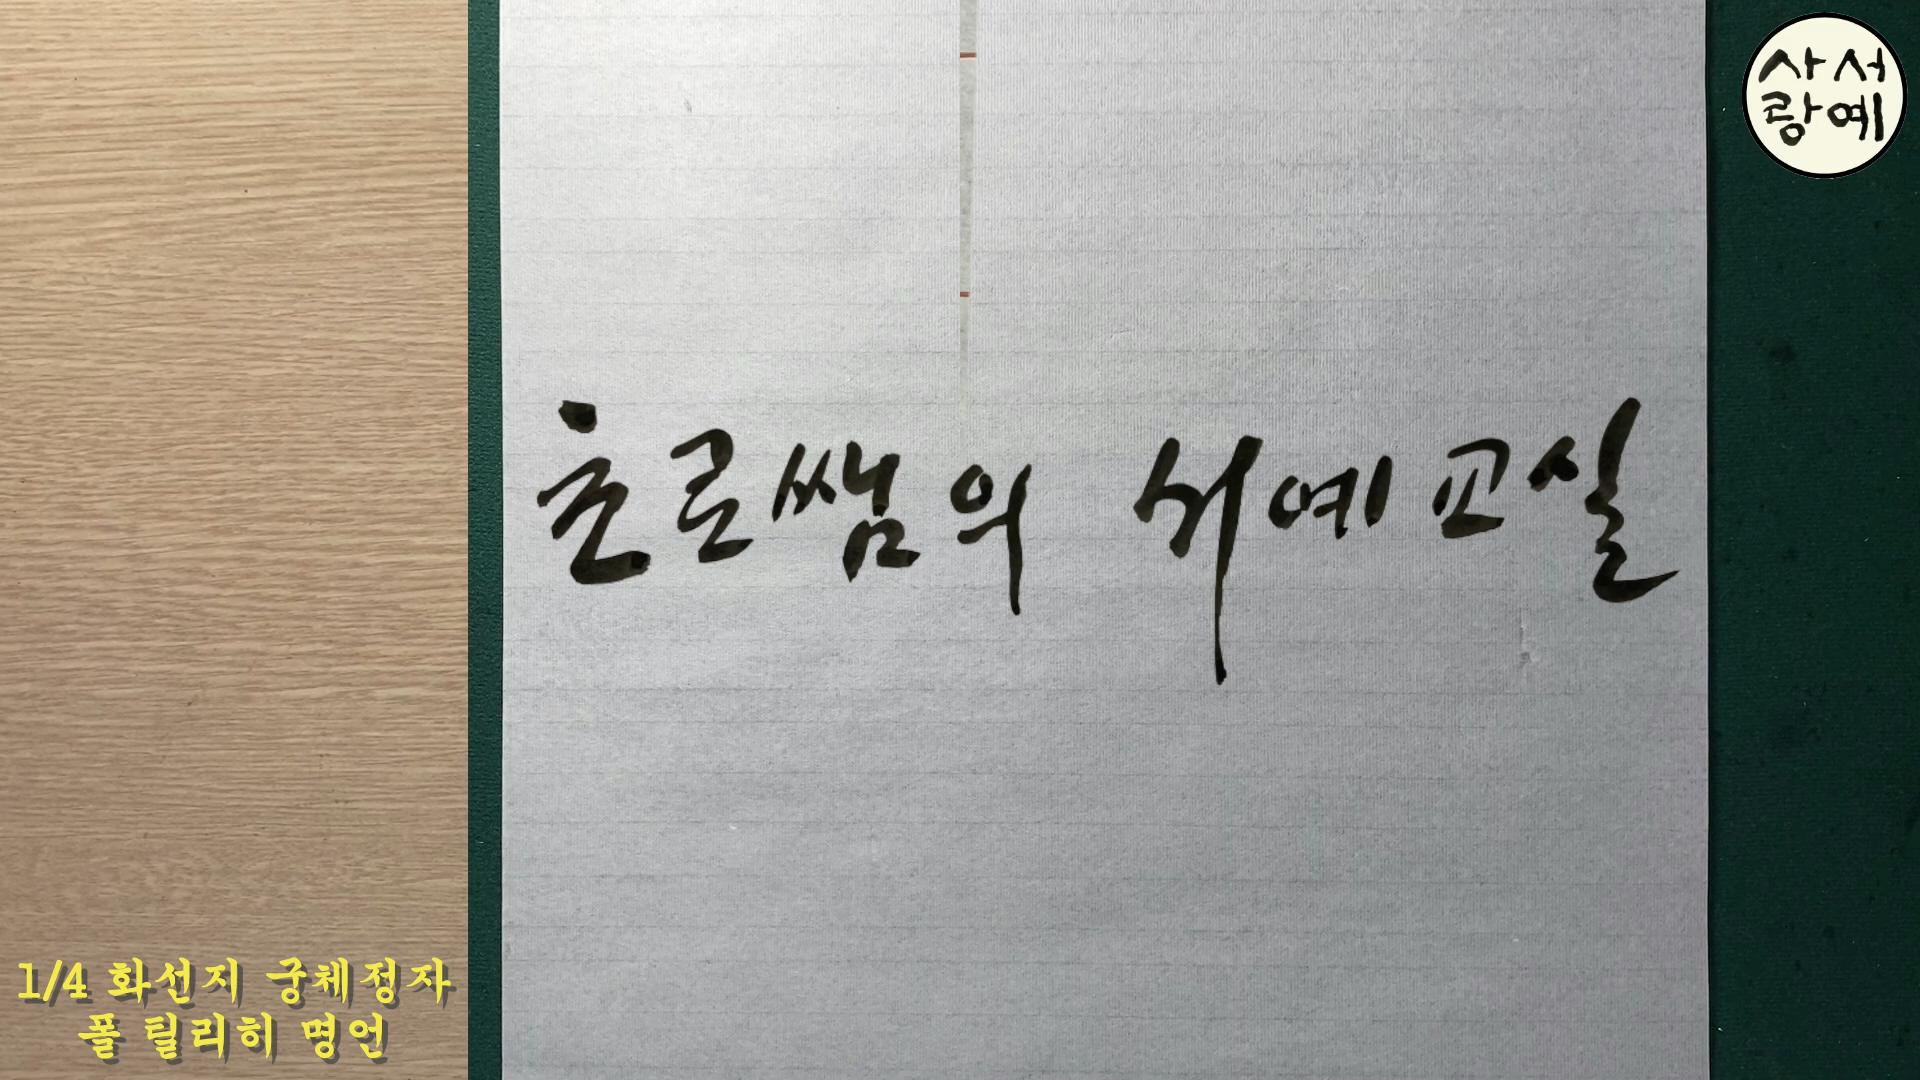 초로쌤의 서예교실
사 서
랑 예
1/4 화선지 궁체정자
폴 틸리히 명언